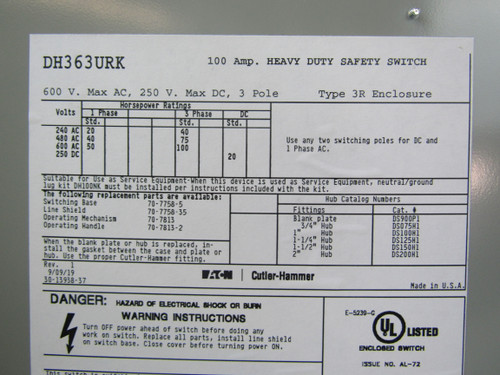 DH363URK 100 Amp. HEAVY DUTY SAFETY SWITCH
600 V. Max AC, 250 V. Max DC, 3 Pole Type 3R Enclosure
Horsepower Ratings
Volts 1 Phase 3 Phase DC
Std. Std. Std.
240 AC 20 40
480 AC 40 75
600 AC 50 100
250 DC 20
Use any two switching poles for DC and
1 Phase AC.
Suitable for Use as Service Equipment-When this device is used as Service Equipment, neutral/ground
lug kit DH100NK must be installed per instructions included with the kit.
The following replacement parts are available:
Switching Base 70-7758-5
Line Shield 70-7758-35
Operating Mechanism 70-7813
Operating Handle 70-7813-2
Hub Catalog Numbers
Fittings Cat. #
Blank plate DS900P1
3/4" Hub DS075H1
1" Hub DS100H1
1-1/4" Hub DS125H1
1-1/2" Hub DS150H1
2" Hub DS200H1
When the blank plate or hub is replaced, in-
stall the gasket between the case and plate or
hub. Use the proper Cutler-Hammer fitting.
Rev. 1
9/09/19
30-15938-37
EATON Cutler-Hammer
Made in U.S.A.
DANGER: HAZARD OF ELECTRICAL SHOCK OR BURN
WARNING INSTRUCTIONS
Turn OFF power ahead of switch before doing any
work on switch. Replace all parts, install line shield
on switch base. Close cover before turning power ON.
E-5239-G
UL LISTED
ENCLOSED SWITCH
ISSUE NO. AL-72